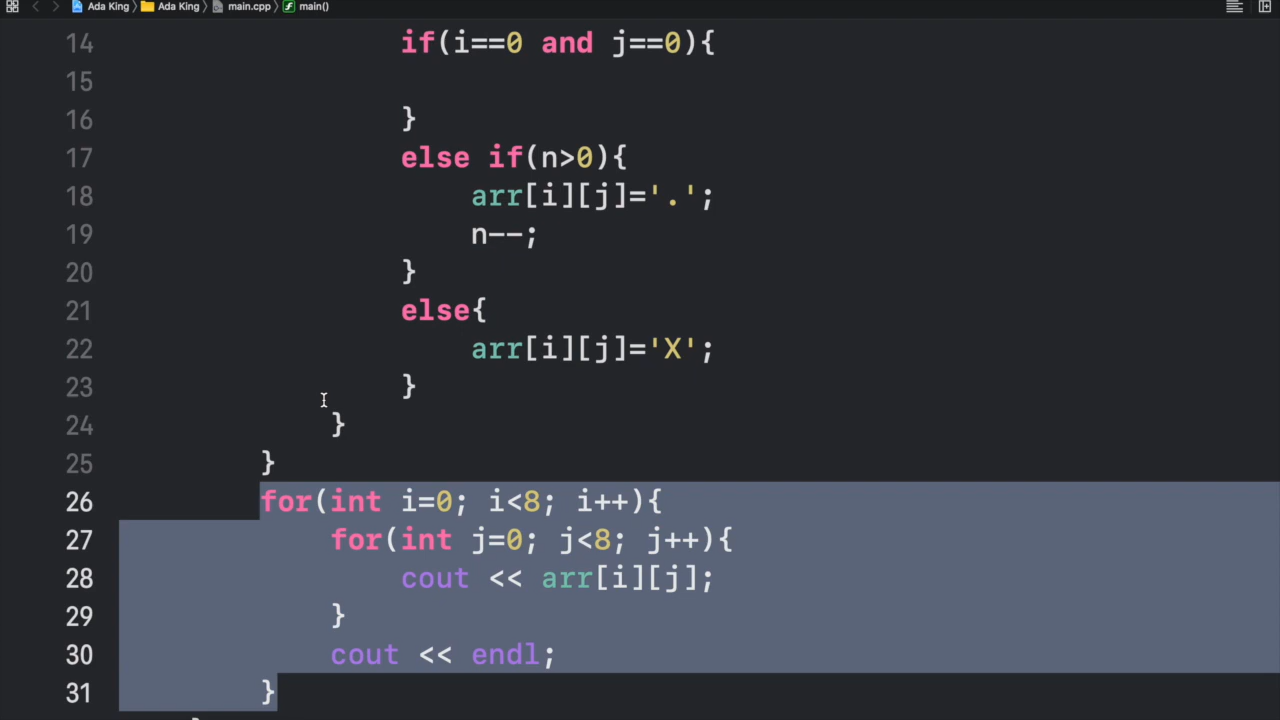 Ada King Ada King main.cpp main()
14 if(i==0 and j==0){
15
16 }
17 else if(n>0){
18 arr[i][j]='.';
19 n--;
20 }
21 else{
22 arr[i][j]='X';
23 }
24 }
25 }
26 for(int i=0; i<8; i++){
27 for(int j=0; j<8; j++){
28 cout << arr[i][j];
29 }
30 cout << endl;
31 }